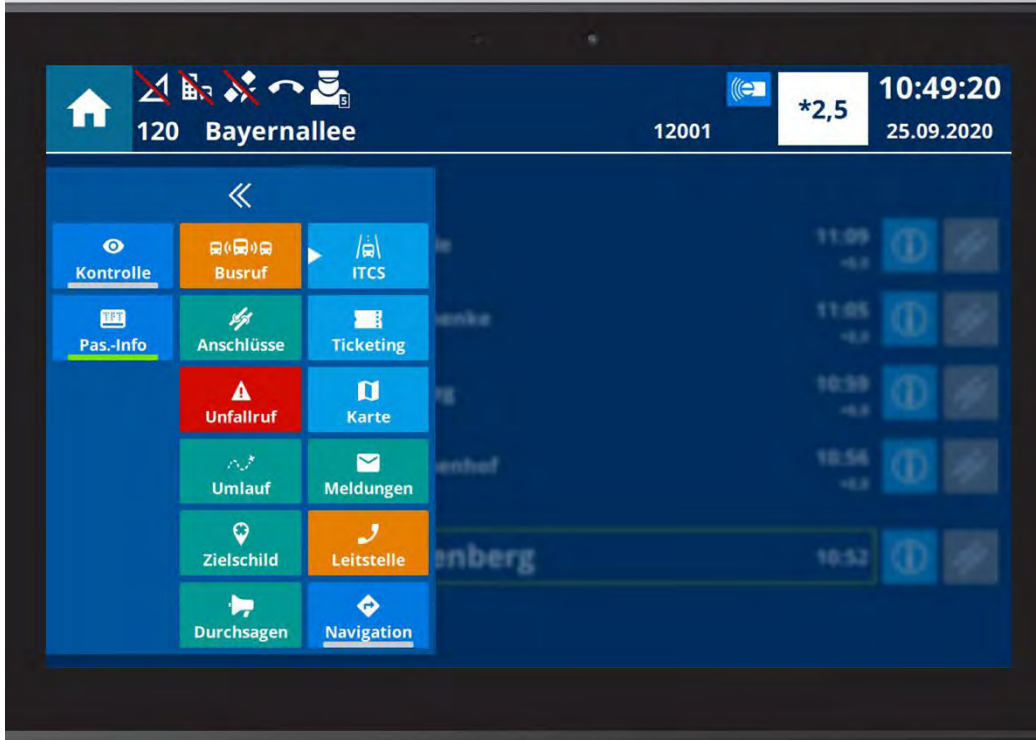 10:49:20
*2,5
120 Bayernallee 12001 25.09.2020
Kontrolle Busruf ITCS
TFT
Pas.-Info Anschlüsse Ticketing
Unfallruf Karte
Umlauf Meldungen
Zielschild Leitstelle
Durchsagen Navigation
11:09
11:05
10:59
10:56
10:52